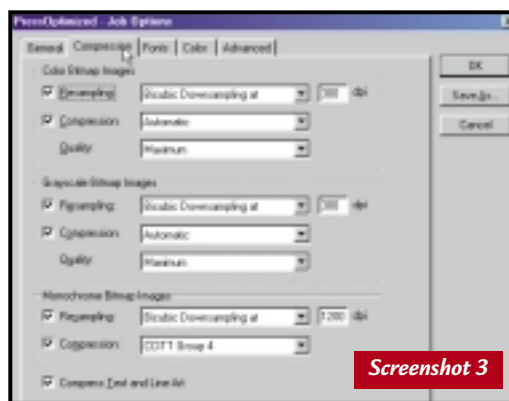 PressOptimized - Job Options
General Compression Fonts Color Advanced
Color Bitmap Images
Resampling: Bicubic Downsampling at 300 dpi
Compression: Automatic
Quality: Maximum
Grayscale Bitmap Images
Resampling: Bicubic Downsampling at 300 dpi
Compression: Automatic
Quality: Maximum
Monochrome Bitmap Images
Resampling: Bicubic Downsampling at 1200 dpi
Compression: CCITT Group 4
Compress Text and Line Art
OK
Save As...
Cancel
Screenshot 3